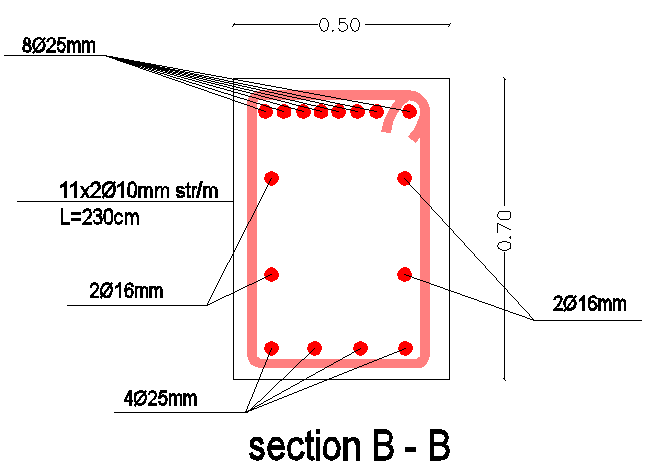 0.50
8Ø25mm
11x2Ø10mm str/m
L=230cm
0.70
2Ø16mm
2Ø16mm
4Ø25mm
section B - B